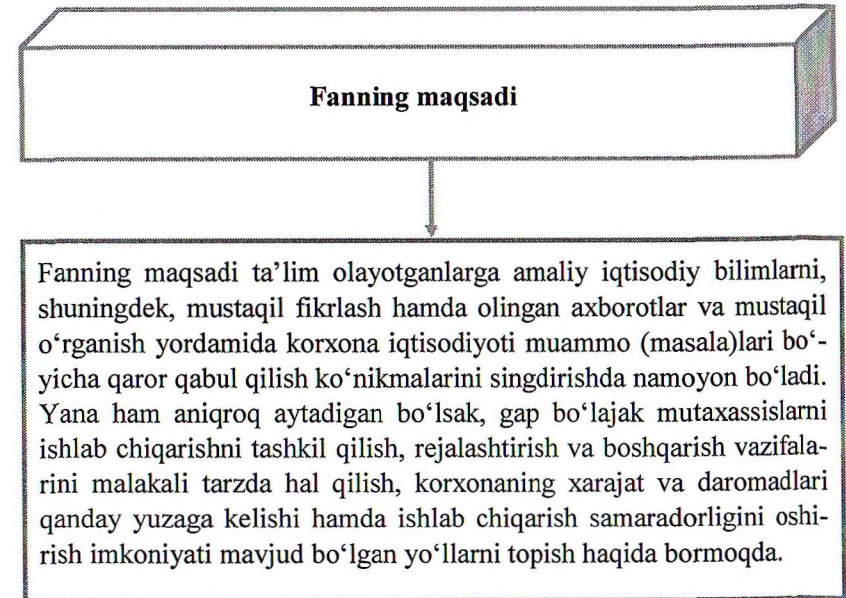 Fanning maqsadi
Fanning maqsadi ta’lim olayotganlarga amaliy iqtisodiy bilimlarni,
shuningdek, mustaqil fikrlash hamda olingan axborotlar va mustaqil
o‘rganish yordamida korxona iqtisodiyoti muammo (masala)lari bo‘-
yicha qaror qabul qilish ko‘nikmalarini singdirishda namoyon bo‘ladi.
Yana ham aniqroq aytadigan bo‘lsak, gap bo‘lajak mutaxassislarni
ishlab chiqarishni tashkil qilish, rejalashtirish va boshqarish vazifala-
rini malakali tarzda hal qilish, korxonaning xarajat va daromadlari
qanday yuzaga kelishi hamda ishlab chiqarish samaradorligini oshi-
rish imkoniyati mavjud bo‘lgan yo‘llarni topish haqida bormoqda.